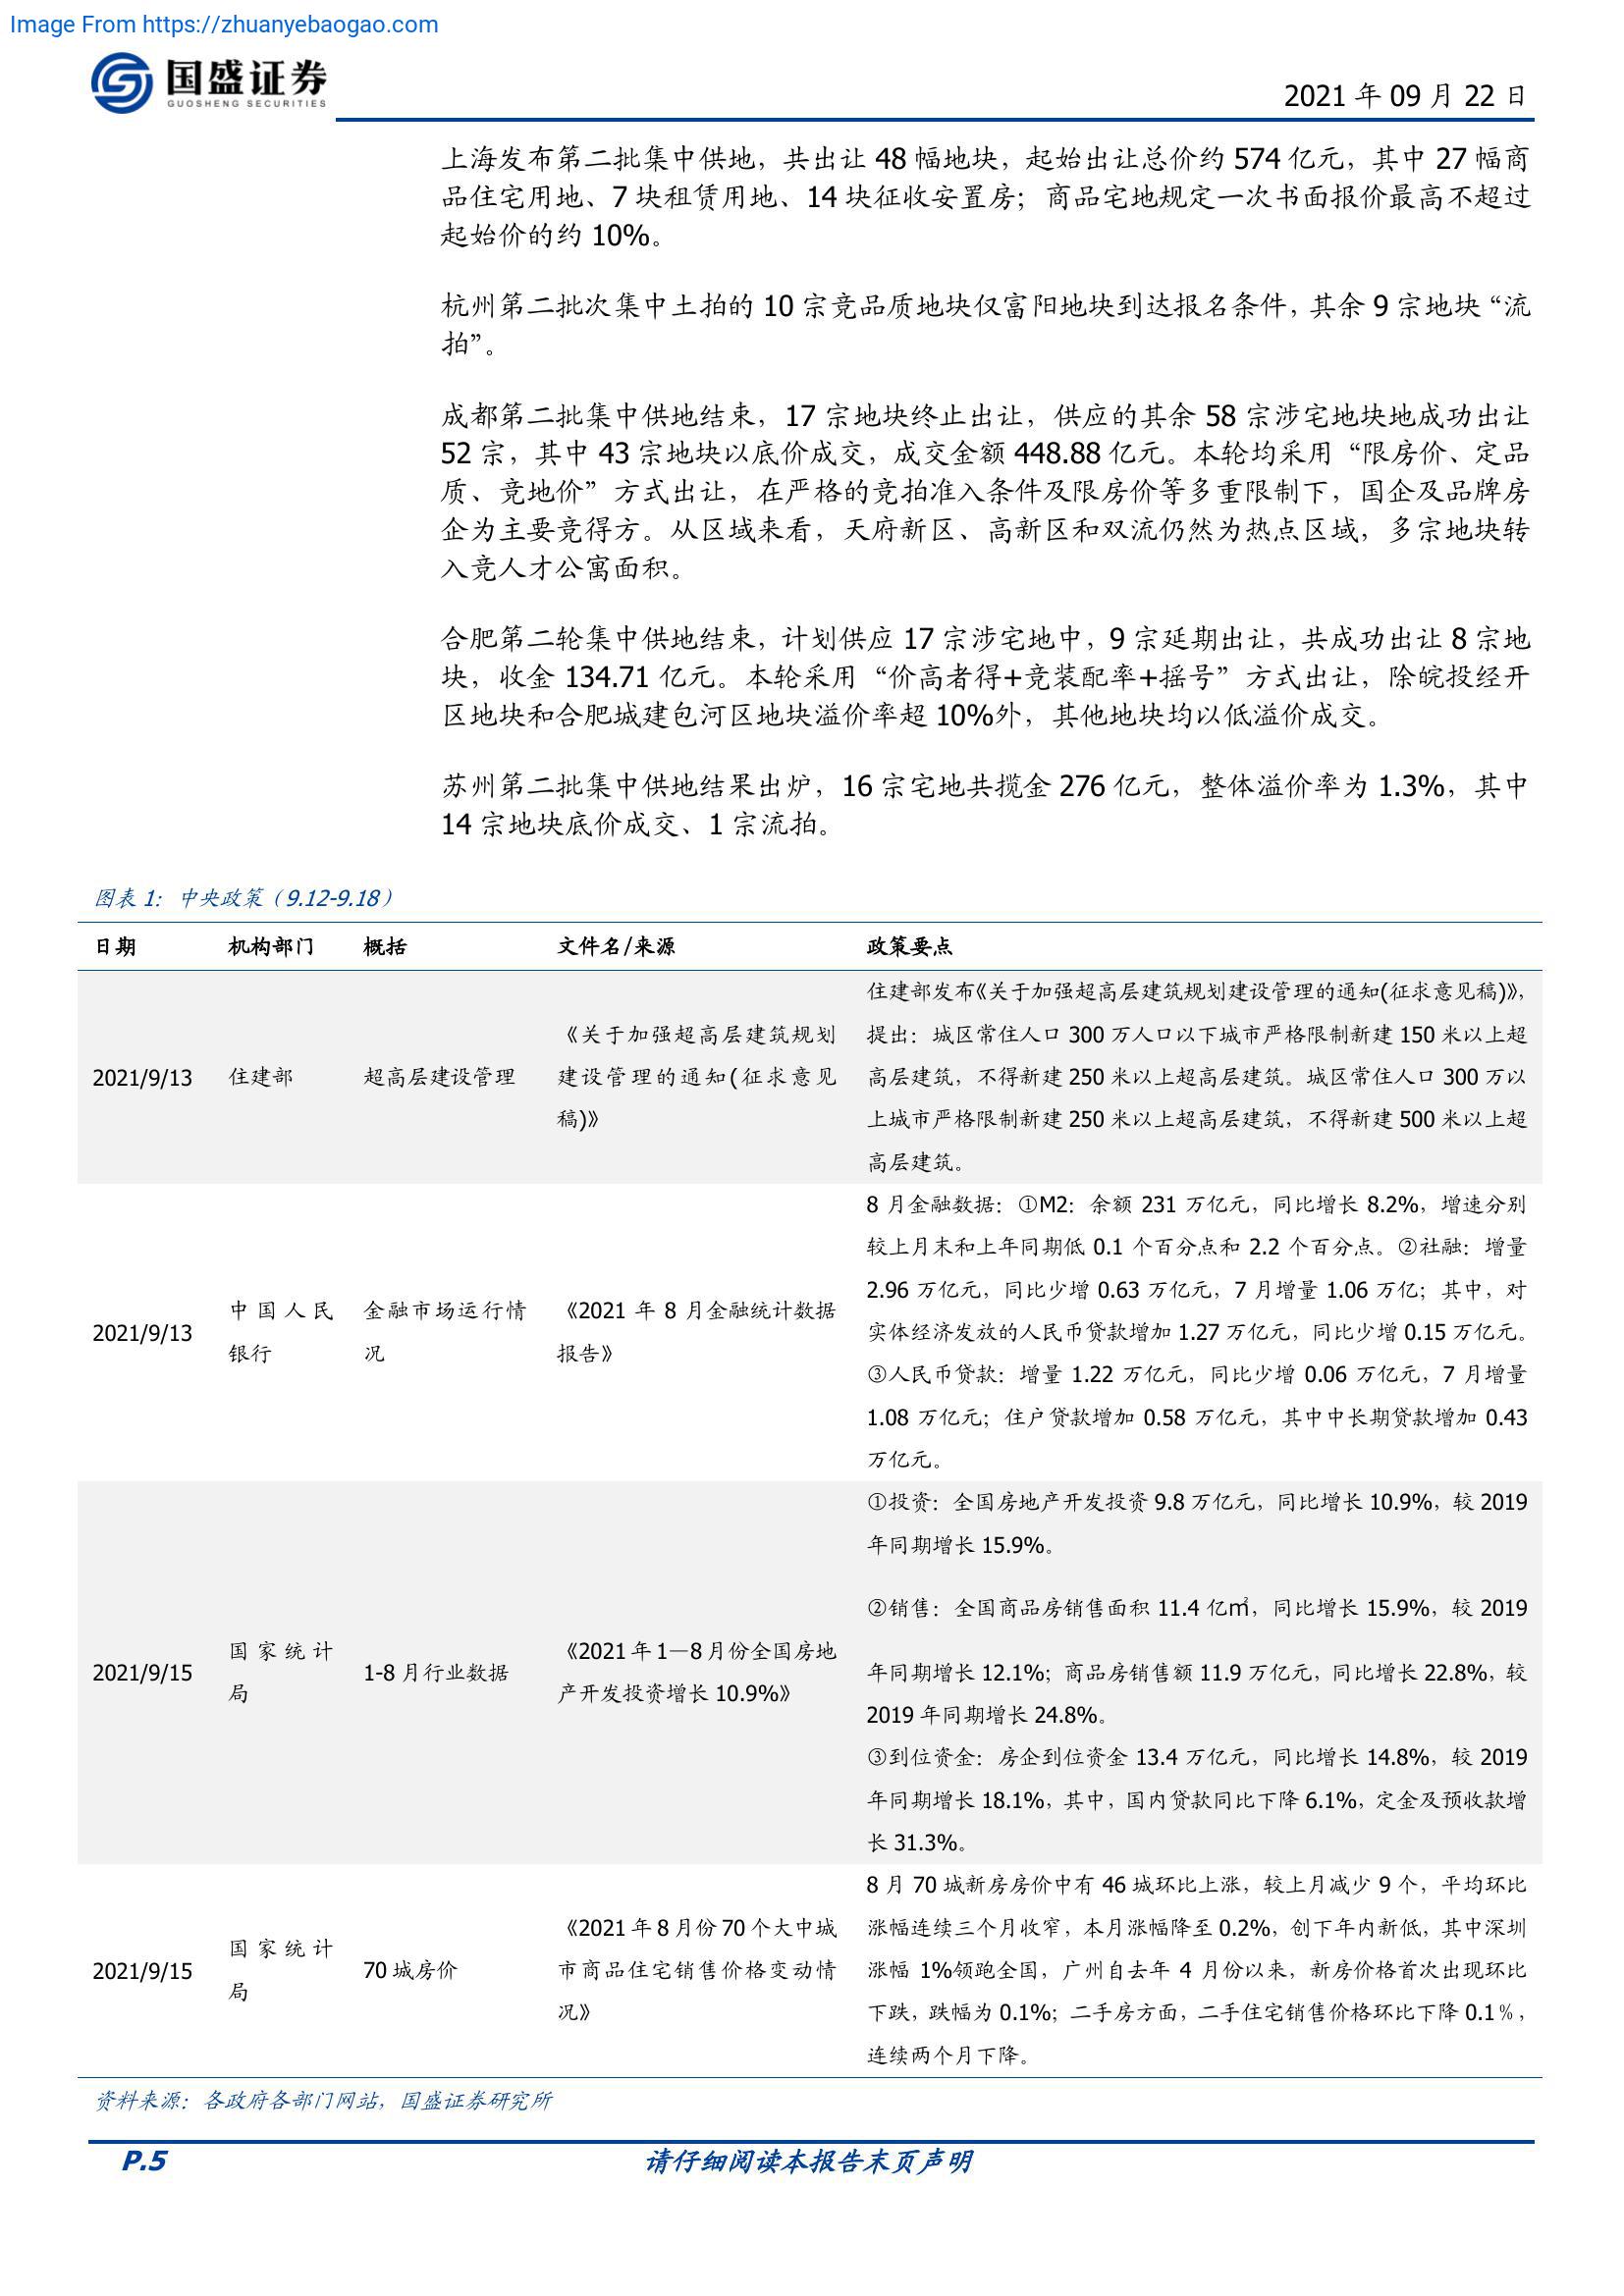 Image From https://zhuanyebaogao.com
国盛证券
GUOSHENG SECURITIES
2021 年 09 月 22 日
上海发布第二批集中供地，共出让 48 幅地块，起始出让总价约 574 亿元，其中 27 幅商
品住宅用地、7 块租赁用地、14 块征收安置房；商品宅地规定一次书面报价最高不超过
起始价的约 10%。
杭州第二批次集中土拍的 10 宗竞品质地块仅富阳地块到达报名条件，其余 9 宗地块“流
拍”。
成都第二批集中供地结束，17 宗地块终止出让，供应的其余 58 宗涉宅地块地成功出让
52 宗，其中 43 宗地块以底价成交，成交金额 448.88 亿元。本轮均采用“限房价、定品
质、竞地价”方式出让，在严格的竞拍准入条件及限房价等多重限制下，国企及品牌房
企为主要竞得方。从区域来看，天府新区、高新区和双流仍然为热点区域，多宗地块转
入竞人才公寓面积。
合肥第二轮集中供地结束，计划供应 17 宗涉宅地中，9 宗延期出让，共成功出让 8 宗地
块，收金 134.71 亿元。本轮采用“价高者得+竞装配率+摇号”方式出让，除皖投经开
区地块和合肥城建包河区地块溢价率超 10%外，其他地块均以低溢价成交。
苏州第二批集中供地结果出炉，16 宗宅地共揽金 276 亿元，整体溢价率为 1.3%，其中
14 宗地块底价成交、1 宗流拍。
图表 1：中央政策（9.12-9.18）
日期 机构部门 概括 文件名/来源 政策要点
2021/9/13
住建部
超高层建设管理
《关于加强超高层建筑规划
建设管理的通知(征求意见
稿)》
住建部发布《关于加强超高层建筑规划建设管理的通知(征求意见稿)》，
提出：城区常住人口 300 万人口以下城市严格限制新建 150 米以上超
高层建筑，不得新建 250 米以上超高层建筑。城区常住人口 300 万以
上城市严格限制新建 250 米以上超高层建筑，不得新建 500 米以上超
高层建筑。
2021/9/13
中国人民
银行
金融市场运行情
况
《2021 年 8 月金融统计数据
报告》
8 月金融数据：①M2：余额 231 万亿元，同比增长 8.2%，增速分别
较上月末和上年同期低 0.1 个百分点和 2.2 个百分点。②社融：增量
2.96 万亿元，同比少增 0.63 万亿元，7 月增量 1.06 万亿；其中，对
实体经济发放的人民币贷款增加 1.27 万亿元，同比少增 0.15 万亿元。
③人民币贷款：增量 1.22 万亿元，同比少增 0.06 万亿元，7 月增量
1.08 万亿元；住户贷款增加 0.58 万亿元，其中中长期贷款增加 0.43
万亿元。
2021/9/15
国家统计
局
1-8 月行业数据
《2021 年 1—8 月份全国房地
产开发投资增长 10.9%》
①投资：全国房地产开发投资 9.8 万亿元，同比增长 10.9%，较 2019
年同期增长 15.9%。
②销售：全国商品房销售面积 11.4 亿㎡，同比增长 15.9%，较 2019
年同期增长 12.1%；商品房销售额 11.9 万亿元，同比增长 22.8%，较
2019 年同期增长 24.8%。
③到位资金：房企到位资金 13.4 万亿元，同比增长 14.8%，较 2019
年同期增长 18.1%，其中，国内贷款同比下降 6.1%，定金及预收款增
长 31.3%。
2021/9/15
国家统计
局
70 城房价
《2021 年 8 月份 70 个大中城
市商品住宅销售价格变动情
况》
8 月 70 城新房房价中有 46 城环比上涨，较上月减少 9 个，平均环比
涨幅连续三个月收窄，本月涨幅降至 0.2%，创下年内新低，其中深圳
涨幅 1%领跑全国，广州自去年 4 月份以来，新房价格首次出现环比
下跌，跌幅为 0.1%；二手房方面，二手住宅销售价格环比下降 0.1％，
连续两个月下降。
资料来源：各政府各部门网站，国盛证券研究所
P.5
请仔细阅读本报告末页声明